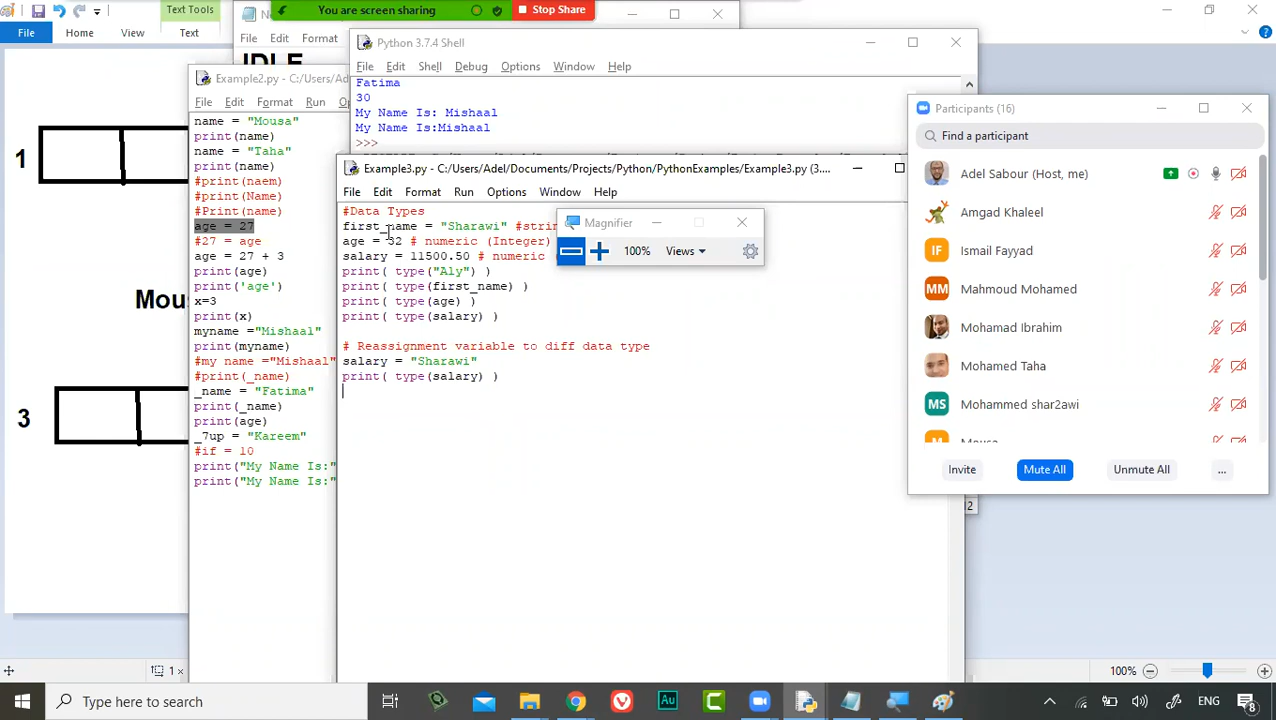 You are screen sharing
Stop Share
Text Tools
File
Home
View
Text
File
Edit
Format
IDLE
1
3
Mou
100%
1 ×
Python 3.7.4 Shell
File
Edit
Shell
Debug
Options
Window
Help
Fatima
30
My Name Is: Mishaal
My Name Is:Mishaal
>>>
Example2.py - C:/Users/Ad
File
Edit
Format
Run
name = "Mousa"
print(name)
name = "Taha"
print(name)
#print(naem)
#print(Name)
#Print(name)
age = 27
#27 = age
age = 27 + 3
print(age)
print('age')
x=3
print(x)
myname ="Mishaal"
print(myname)
#my name ="Mishaal"
#print(_name)
_name = "Fatima"
print(_name)
print(age)
_7up = "Kareem"
#if = 10
print("My Name Is:"
print("My Name Is:"
Example3.py - C:/Users/Adel/Documents/Projects/Python/PythonExamples/Example3.py (3....
File
Edit
Format
Run
Options
Window
Help
#Data Types
first_name = "Sharawi" #strin
age = 32 # numeric (Integer)
salary = 11500.50 # numeric (
print( type("Aly") )
print( type(first_name) )
print( type(age) )
print( type(salary) )
# Reassignment variable to diff data type
salary = "Sharawi"
print( type(salary) )
12
Magnifier
100%
Views
Participants (16)
Find a participant
Adel Sabour (Host, me)
Amgad Khaleel
IF
Ismail Fayyad
MM
Mahmoud Mohamed
Mohamad Ibrahim
Mohamed Taha
MS
Mohammed shar2awi
M
Mousa
Invite
Mute All
Unmute All
...
Type here to search
Au
ENG
8